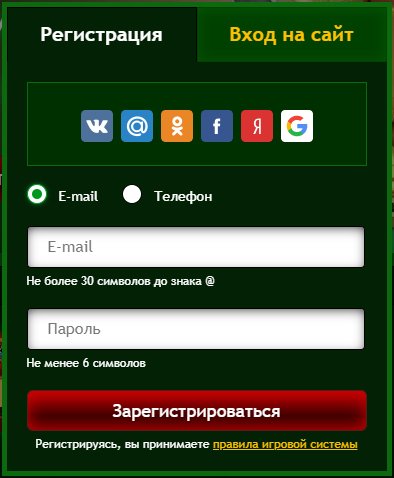 Регистрация
Вход на сайт
E-mail
Телефон
E-mail
Не более 30 символов до знака @
Пароль
Не менее 6 символов
Зарегистрироваться
Регистрируясь, вы принимаете правила игровой системы